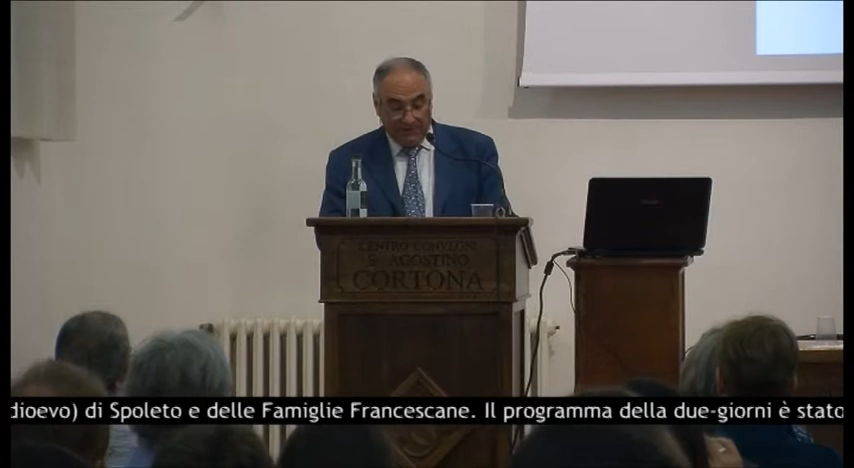 CENTRO CONVEGNI
S. AGOSTINO
CORTONA
dioevo) di Spoleto e delle Famiglie Francescane. Il programma della due-giorni è stato